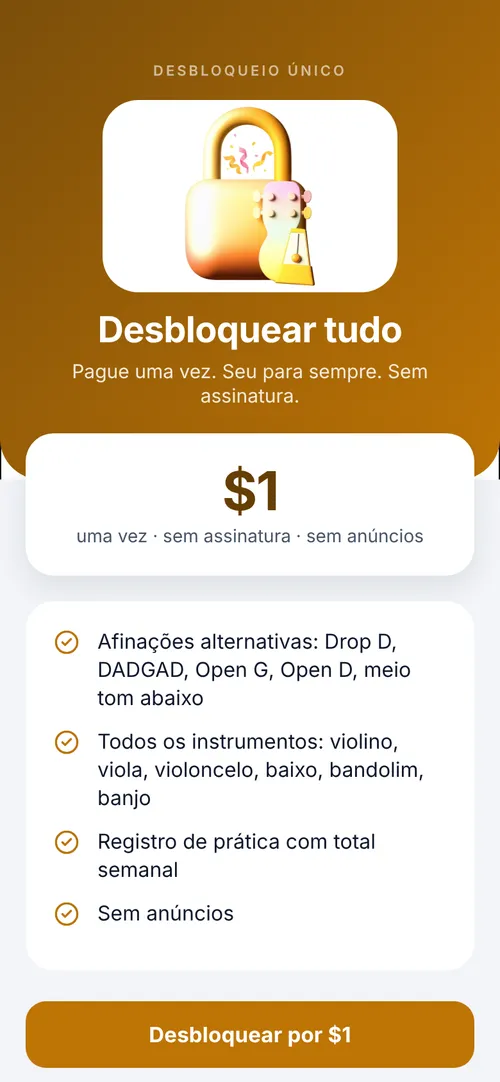 DESBLOQUEIO ÚNICO
Desbloquear tudo
Pague uma vez. Seu para sempre. Sem
assinatura.
$1
uma vez · sem assinatura · sem anúncios
Afinações alternativas: Drop D,
DADGAD, Open G, Open D, meio
tom abaixo
Todos os instrumentos: violino,
viola, violoncelo, baixo, bandolim,
banjo
Registro de prática com total
semanal
Sem anúncios
Desbloquear por $1